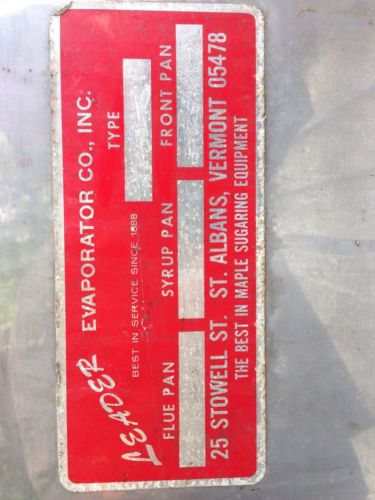 LEADER EVAPORATOR CO., INC.
BEST IN SERVICE SINCE 1888
TYPE
FLUE PAN SYRUP PAN FRONT PAN
25 STOWELL ST. ST. ALBANS, VERMONT 05478
THE BEST IN MAPLE SUGARING EQUIPMENT